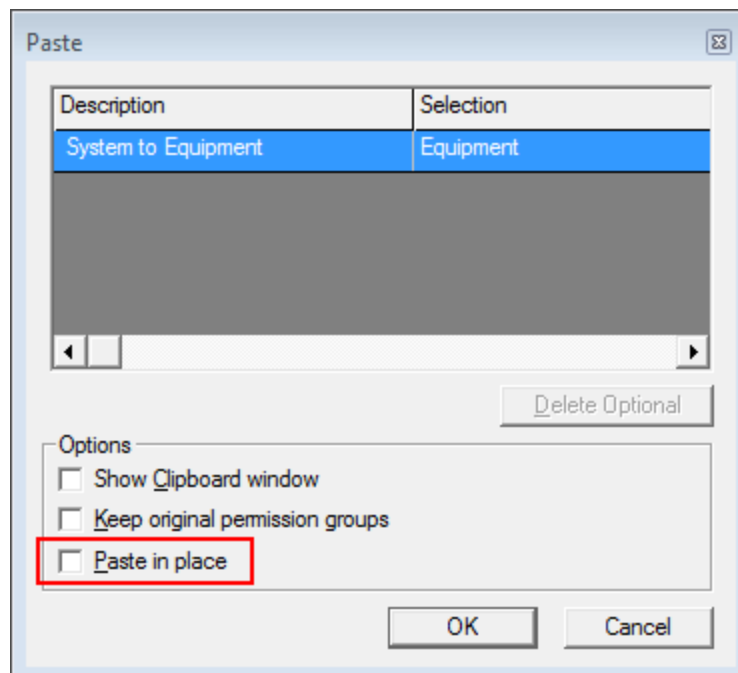 Paste
Description Selection
System to Equipment Equipment
Delete Optional
Options
Show Clipboard window
Keep original permission groups
Paste in place
OK Cancel